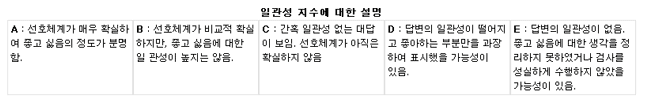 일관성 지수에 대한 설명
A : 선호체계가 매우 확실하
여 좋고 싫음의 정도가 분명
함.
B : 선호체계가 비교적 확실
하지만, 좋고 싫음에 대한
일 관성이 높지는 않음.
C : 간혹 일관성 없는 대답
이 보임. 선호체계가 아직은
확실하지 않음
D : 답변의 일관성이 떨어지
고 좋아하는 부분만을 과장
하여 표시했을 가능성이
있음.
E : 답변의 일관성이 없음.
좋고 싫음에 대한 생각을 정
리하지 못하였거나 검사를
성실하게 수행하지 않았을
가능성이 있음.